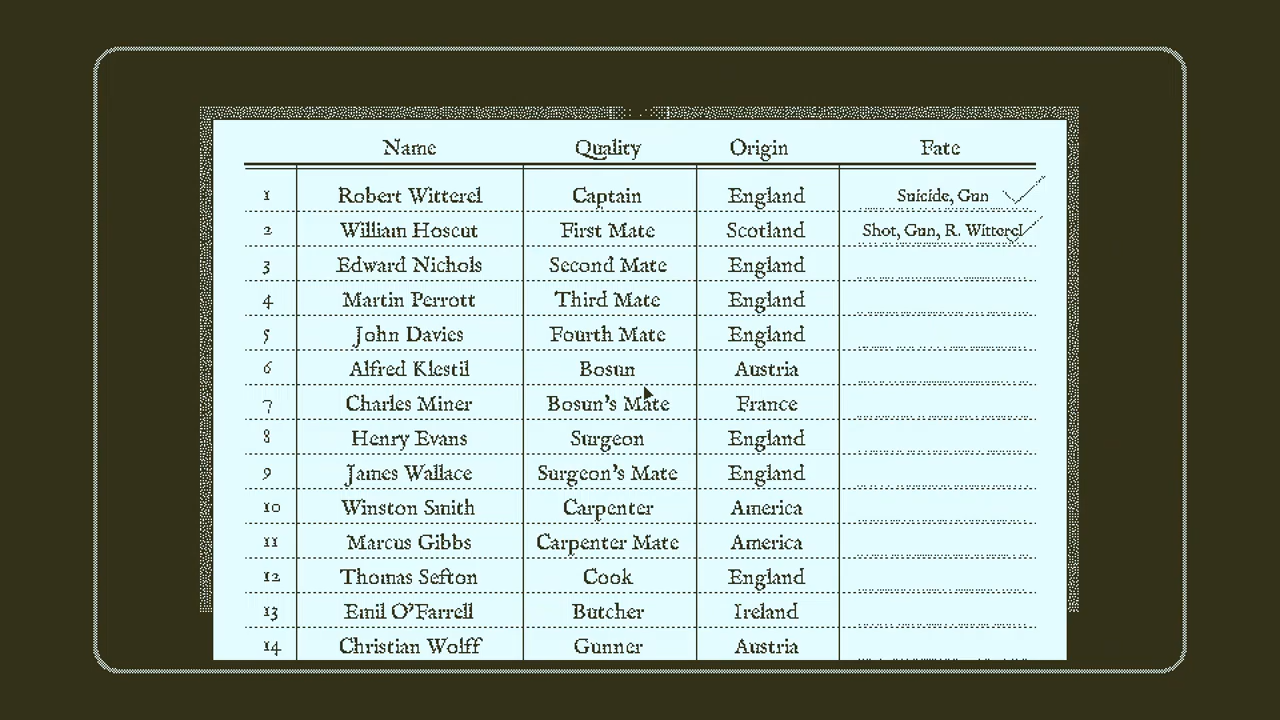 Name Quality Origin Fate
1 Robert Witterel Captain England Suicide, Gun
2 William Hoscut First Mate Scotland Shot, Gun, R. Witterel
3 Edward Nichols Second Mate England
4 Martin Perrott Third Mate England
5 John Davies Fourth Mate England
6 Alfred Klestil Bosun Austria
7 Charles Miner Bosun's Mate France
8 Henry Evans Surgeon England
9 James Wallace Surgeon's Mate England
10 Winston Smith Carpenter America
11 Marcus Gibbs Carpenter Mate America
12 Thomas Sefton Cook England
13 Emil O'Farrell Butcher Ireland
14 Christian Wolff Gunner Austria